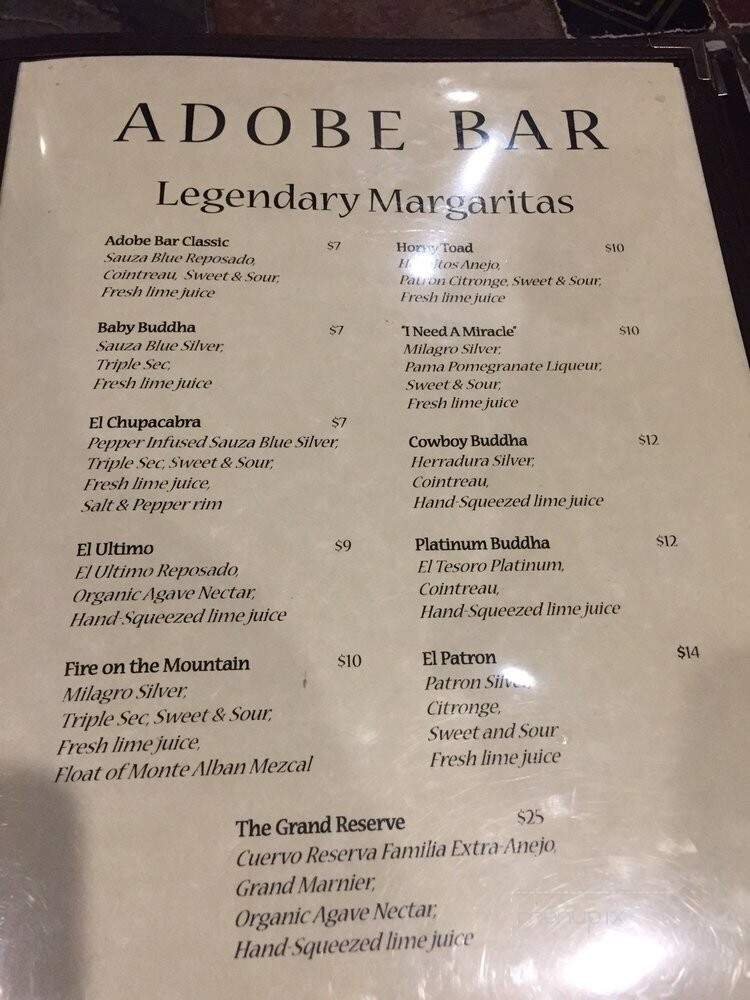 ADOBE BAR
Legendary Margaritas
Adobe Bar Classic $7
Sauza Blue Reposado,
Cointreau, Sweet & Sour,
Fresh lime juice
Baby Buddha $7
Sauza Blue Silver,
Triple Sec,
Fresh lime juice
El Chupacabra $7
Pepper Infused Sauza Blue Silver,
Triple Sec, Sweet & Sour,
Fresh lime juice,
Salt & Pepper rim
El Ultimo $9
El Ultimo Reposado,
Organic Agave Nectar,
Hand-Squeezed lime juice
Fire on the Mountain $10
Milagro Silver,
Triple Sec, Sweet & Sour,
Fresh lime juice,
Float of Monte Alban Mezcal
Horny Toad $10
Anejo,
Patron Citronge, Sweet & Sour,
Fresh lime juice
"I Need A Miracle" $10
Milagro Silver,
Pama Pomegranate Liqueur,
Sweet & Sour,
Fresh lime juice
Cowboy Buddha $12
Herradura Silver,
Cointreau,
Hand-Squeezed lime juice
Platinum Buddha $12
El Tesoro Platinum,
Cointreau,
Hand-Squeezed lime juice
El Patron $14
Patron Silver,
Citronge,
Sweet and Sour
Fresh lime juice
The Grand Reserve $25
Cuervo Reserva Familia Extra-Anejo,
Grand Marnier,
Organic Agave Nectar,
Hand-Squeezed lime juice